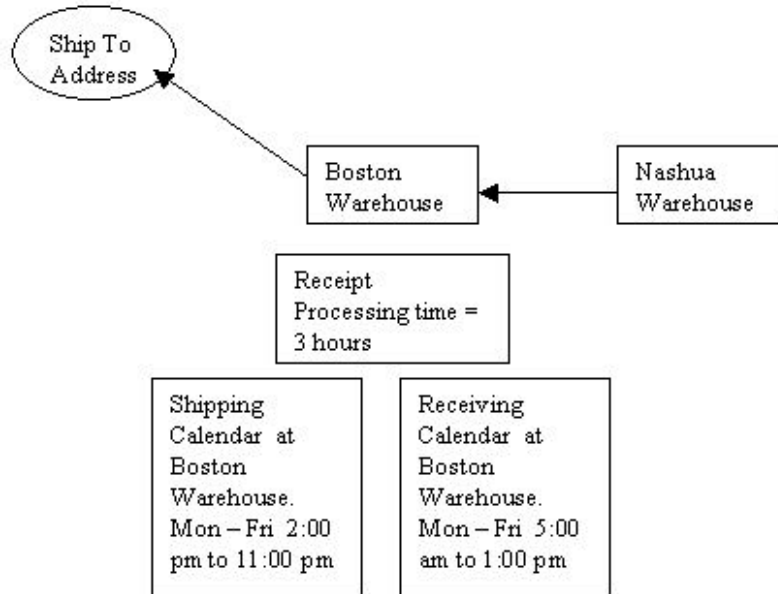 Ship To
Address
Boston
Warehouse
Nashua
Warehouse
Receipt
Processing time =
3 hours
Shipping
Calendar at
Boston
Warehouse.
Mon – Fri 2:00
pm to 11:00 pm
Receiving
Calendar at
Boston
Warehouse.
Mon – Fri 5:00
am to 1:00 pm